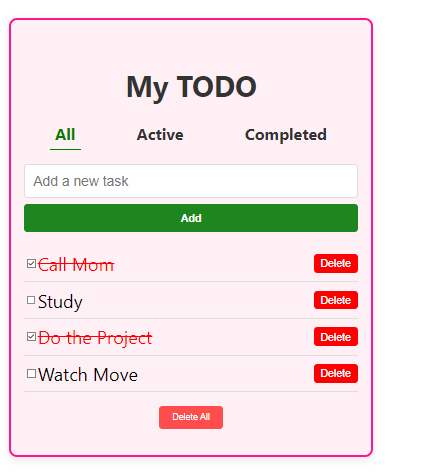 My TODO
All Active Completed
Add a new task
Add
Call Mom Delete
Study Delete
Do the Project Delete
Watch Move Delete
Delete All